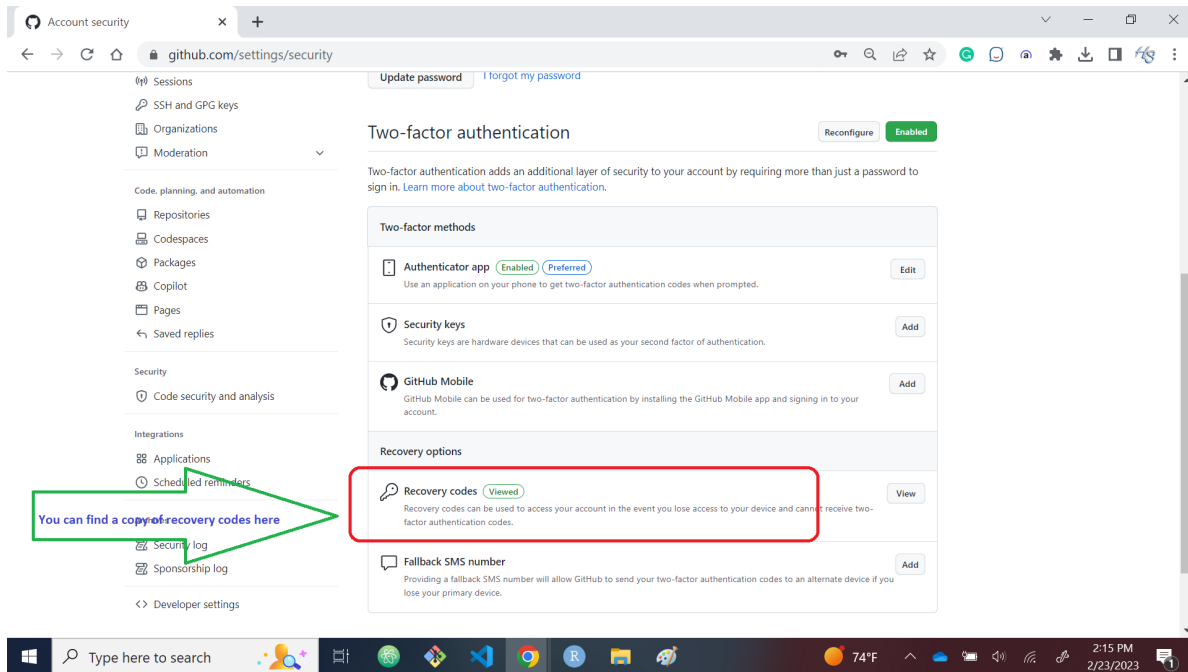 Account security
github.com/settings/security
Sessions
SSH and GPG keys
Organizations
Moderation
Code, planning, and automation
Repositories
Codespaces
Packages
Copilot
Pages
Saved replies
Security
Code security and analysis
Integrations
Applications
Scheduled reminders
You can find a copy of recovery codes here
Security log
Sponsorship log
Developer settings
Update password
I forgot my password
Two-factor authentication
Reconfigure
Enabled
Two-factor authentication adds an additional layer of security to your account by requiring more than just a password to
sign in. Learn more about two-factor authentication.
Two-factor methods
Authenticator app Enabled Preferred
Use an application on your phone to get two-factor authentication codes when prompted.
Edit
Security keys
Security keys are hardware devices that can be used as your second factor of authentication.
Add
GitHub Mobile
GitHub Mobile can be used for two-factor authentication by installing the GitHub Mobile app and signing in to your
account.
Add
Recovery options
Recovery codes Viewed
Recovery codes can be used to access your account in the event you lose access to your device and cannot receive two-
factor authentication codes.
View
Fallback SMS number
Providing a fallback SMS number will allow GitHub to send your two-factor authentication codes to an alternate device if you
lose your primary device.
Add
Type here to search
74°F
2:15 PM
2/23/2023
1